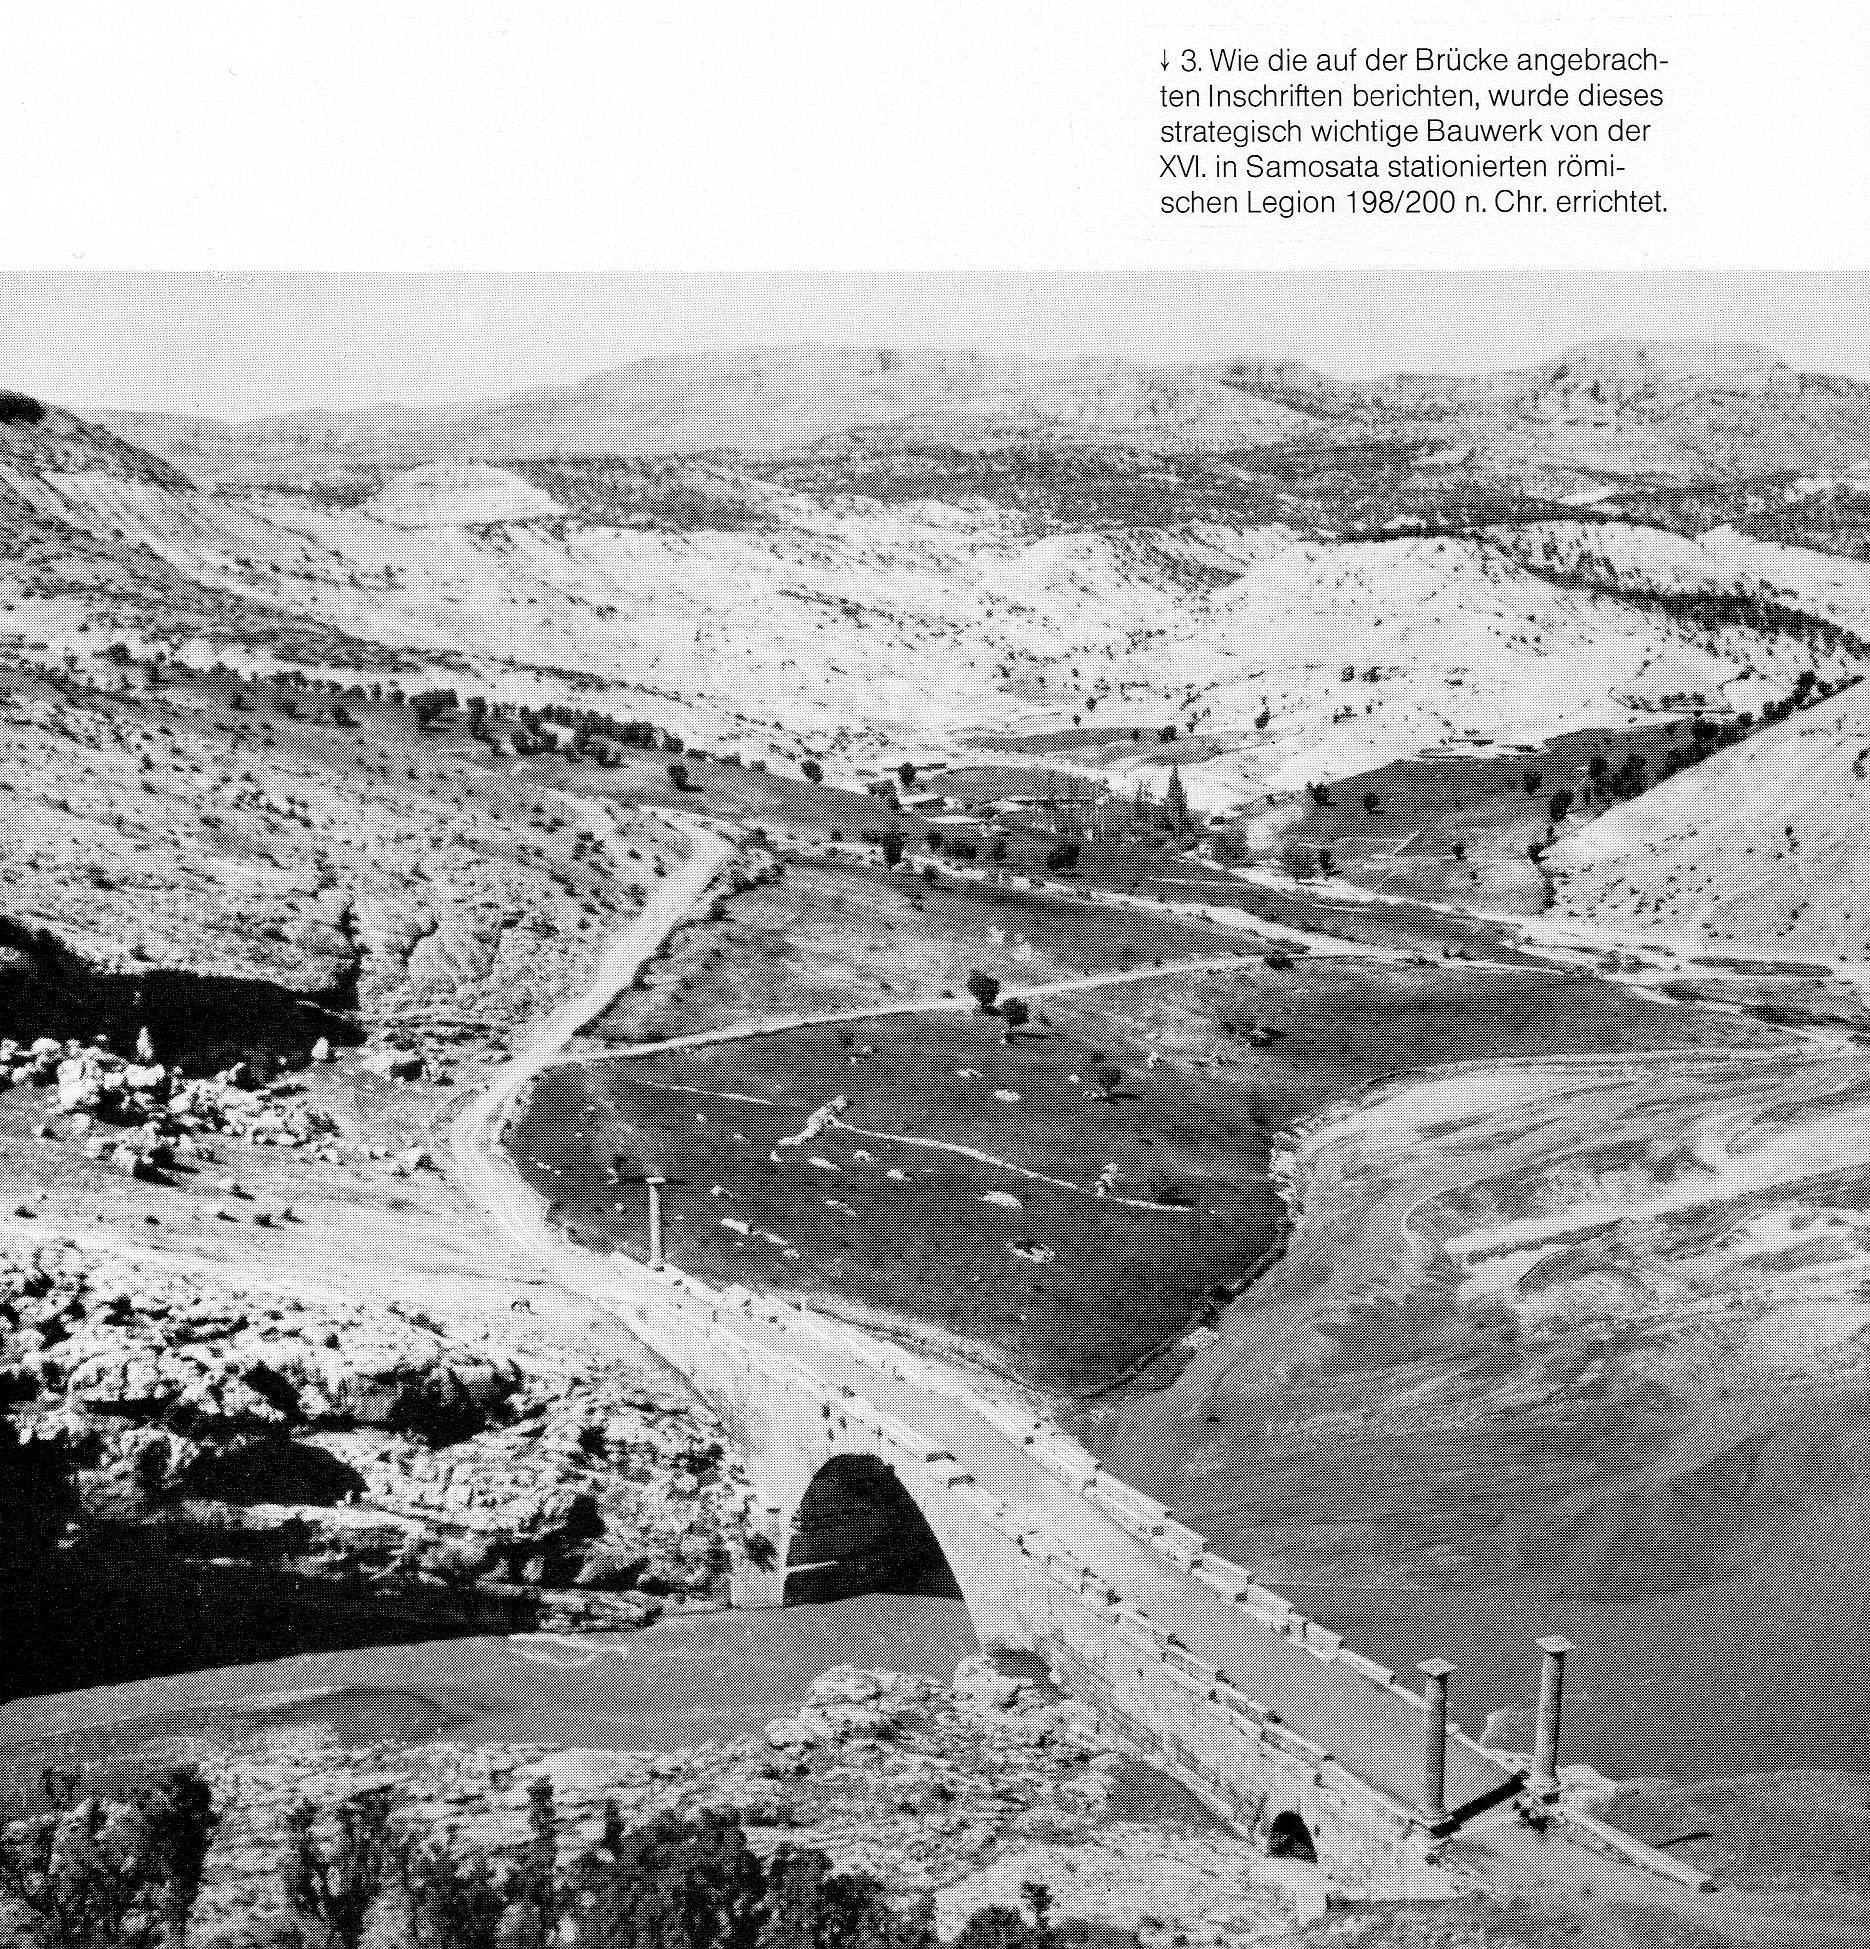 ↓ 3. Wie die auf der Brücke angebrach-
ten Inschriften berichten, wurde dieses
strategisch wichtige Bauwerk von der
XVI. in Samosata stationierten römi-
schen Legion 198/200 n. Chr. errichtet.